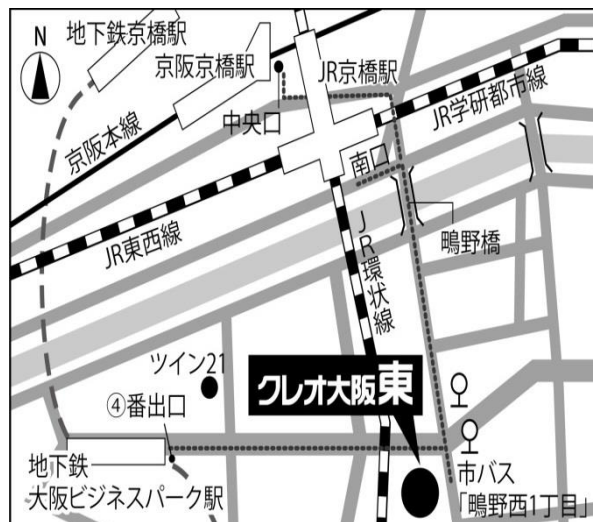 N
地下鉄京橋駅
京阪京橋駅
JR京橋駅
中央口
JR学研都市線
京阪本線
南口
JR東西線
JR環状線
鴫野橋
ツイン21
クレオ大阪東
④番出口
地下鉄
大阪ビジネスパーク駅
市バス
「鴫野西1丁目」